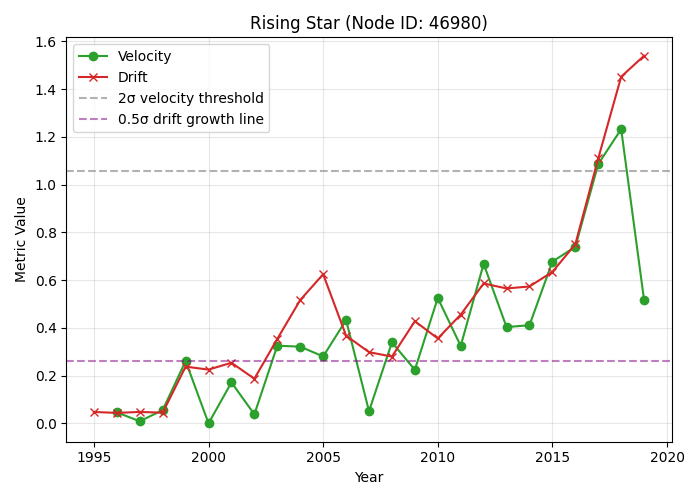 Rising Star (Node ID: 46980)
Velocity
Drift
2σ velocity threshold
0.5σ drift growth line
Metric Value
1.6
1.4
1.2
1.0
0.8
0.6
0.4
0.2
0.0
1995
2000
2005
2010
2015
2020
Year